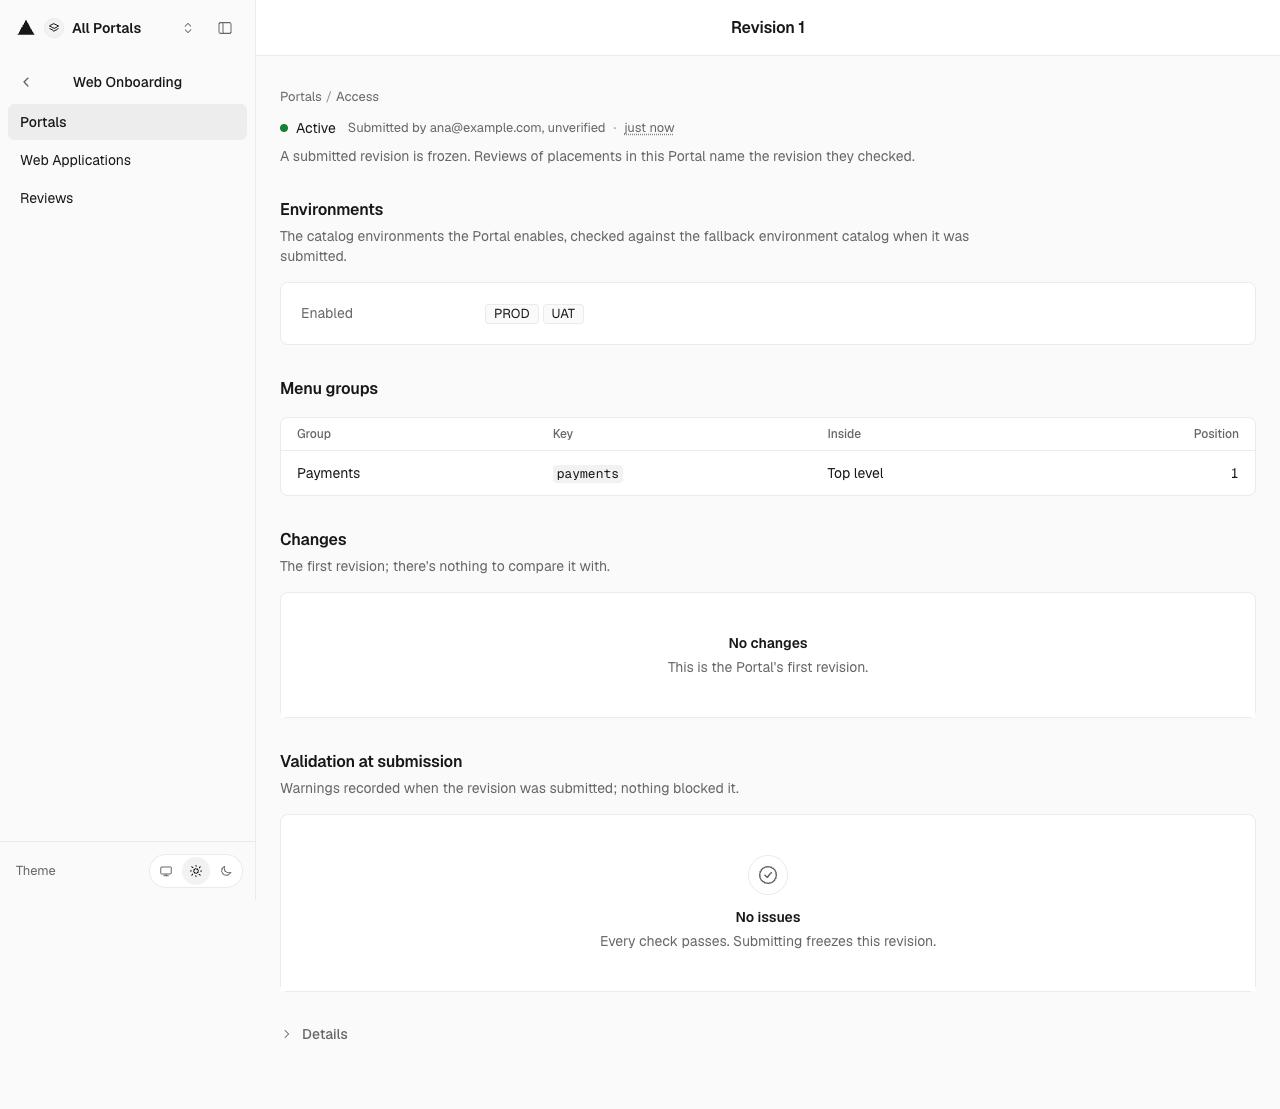 All Portals
Revision 1
Web Onboarding
Portals
Web Applications
Reviews
Theme
Portals / Access
Active Submitted by ana@example.com, unverified · just now
A submitted revision is frozen. Reviews of placements in this Portal name the revision they checked.
Environments
The catalog environments the Portal enables, checked against the fallback environment catalog when it was
submitted.
Enabled PROD UAT
Menu groups
Group Key Inside Position
Payments payments Top level 1
Changes
The first revision; there's nothing to compare it with.
No changes
This is the Portal's first revision.
Validation at submission
Warnings recorded when the revision was submitted; nothing blocked it.
No issues
Every check passes. Submitting freezes this revision.
Details